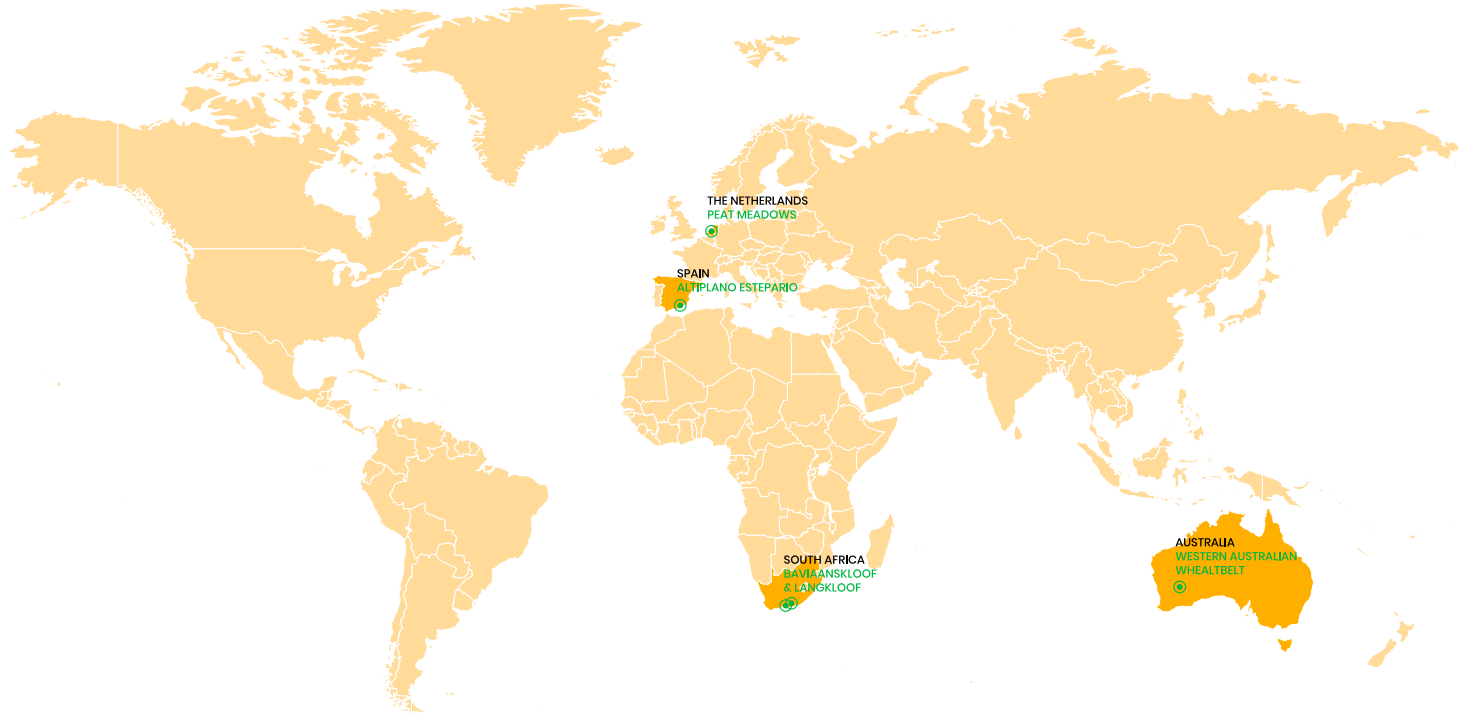 THE NETHERLANDS
PEAT MEADOWS
SPAIN
ALTIPLANO ESTEPARIO
SOUTH AFRICA
BAVIAANSKLOOF
& LANGKLOOF
AUSTRALIA
WESTERN AUSTRALIAN
WHEALTBELT